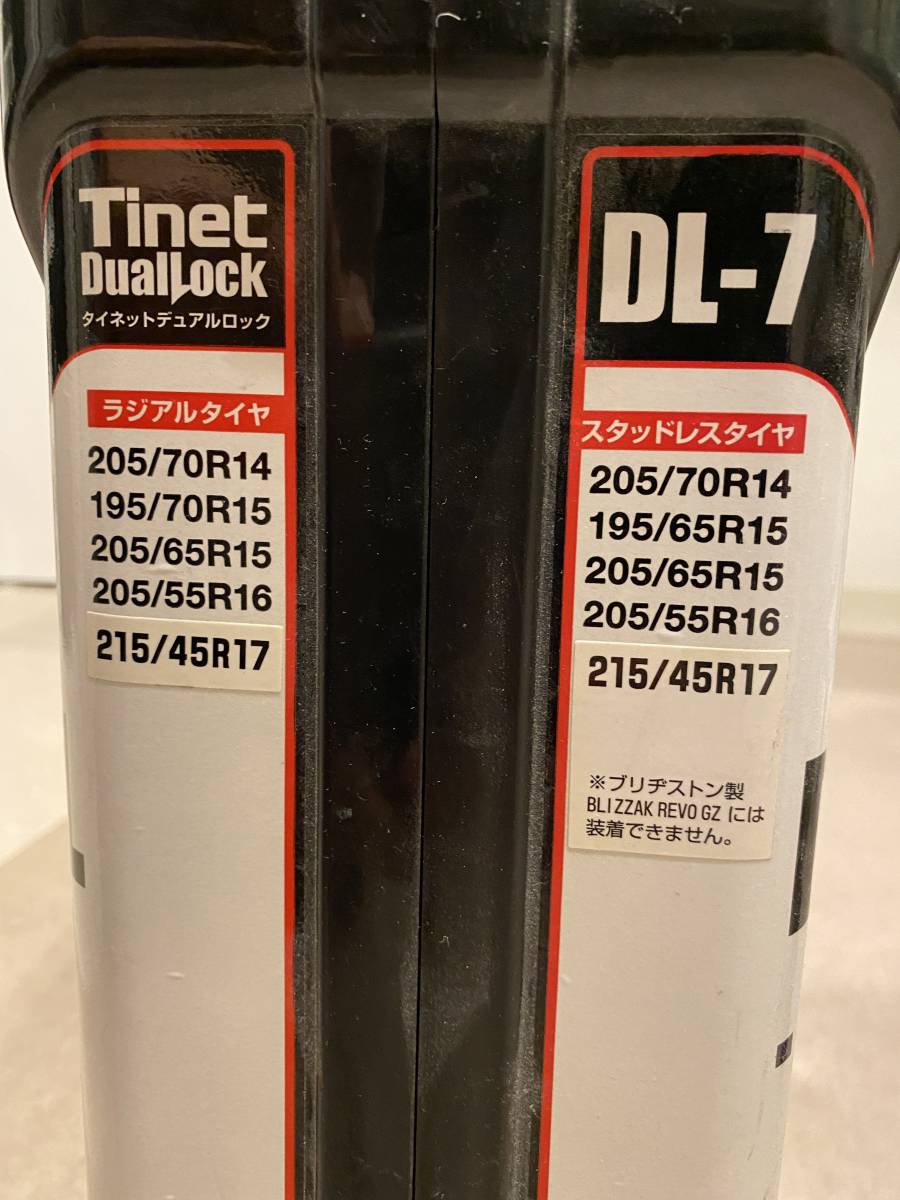 Tinet
DualLock
タイネットデュアルロック
ラジアルタイヤ
205/70R14
195/70R15
205/65R15
205/55R16
215/45R17
DL-7
スタッドレスタイヤ
205/70R14
195/65R15
205/65R15
205/55R16
215/45R17
※ブリヂストン製
BLIZZAK REVO GZ には
装着できません。